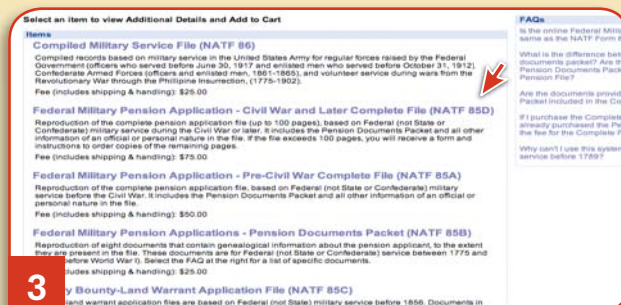 Select an item to view Additional Details and Add to Cart
Items
Compiled Military Service File (NATF 86)
Compiled records based on military service in the United States Army for regular forces raised by the Federal
Government (officers who served before June 30, 1917 and enlisted men who served before October 31, 1912),
Confederate Armed Forces (officers and enlisted men, 1861-1865), and volunteer service during wars from the
Revolutionary War through the Phillipine Insurrection, (1775-1902).
Fee (includes shipping & handling): $25.00
Federal Military Pension Application - Civil War and Later Complete File (NATF 85D)
Reproduction of the complete pension application file (up to 100 pages), based on Federal (not State or
Confederate) military service during the Civil War or later. It includes the Pension Documents Packet and all other
information of an official or personal nature in the file. If the file exceeds 100 pages, you will receive a form and
instructions to order copies of the remaining pages.
Fee (includes shipping & handling): $75.00
Federal Military Pension Application - Pre-Civil War Complete File (NATF 85A)
Reproduction of the complete pension application file, based on Federal (not State or Confederate) military
service before the Civil War. It includes the Pension Documents Packet and all other information of an official or
personal nature in the file.
Fee (includes shipping & handling): $50.00
Federal Military Pension Applications - Pension Documents Packet (NATF 85B)
Reproduction of eight documents that contain genealogical information about the pension applicant, to the extent
they are present in the file. These documents are for Federal (not State or Confederate) service between 1775 and
before World War I). Select the FAQ at the right for a list of specific documents.
cludes shipping & handling): $25.00
y Bounty-Land Warrant Application File (NATF 85C)
land warrant application files are based on Federal (not State) military service before 1856. Documents in
3
FAQs
Is the online Federal Milita
same as the NATF Form 8
What is the difference bet
documents packet? Are th
Pension Documents Pack
Pension File?
Are the documents provid
Packet included in the Co
If I purchase the Complete
already purchased the Pe
the fee for the Complete F
Why can't I use this system
service before 1789?